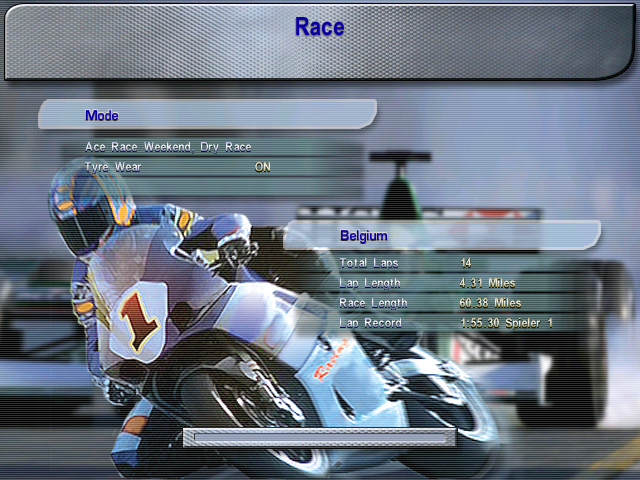 Race
Mode
Ace Race Weekend, Dry Race
Tyre Wear ON
Belgium
Total Laps 14
Lap Length 4.31 Miles
Race Length 60.38 Miles
Lap Record 1:55.30 Spieler 1
1